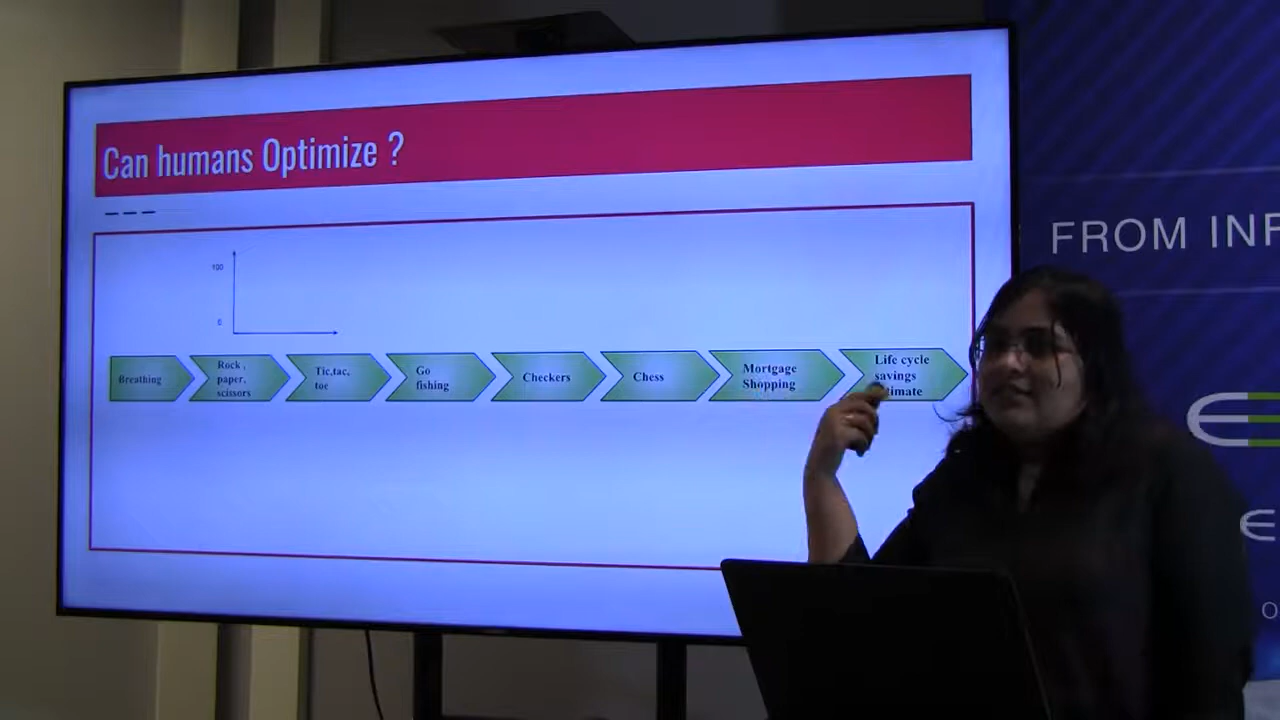 Can humans Optimize ?
100
0
Breathing
Rock ,
paper,
scissors
Tic,tac,
toe
Go
fishing
Checkers
Chess
Mortgage
Shopping
Life cycle
savings
timate
FROM INF